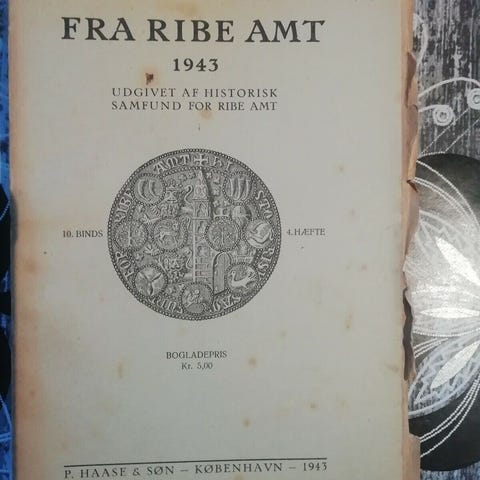 FRA RIBE AMT
1943
UDGIVET AF HISTORISK
SAMFUND FOR RIBE AMT
10. BINDS
4. HÆFTE
BOGLADEPRIS
Kr. 5,00
P. HAASE & SØN – KØBENHAVN – 1943